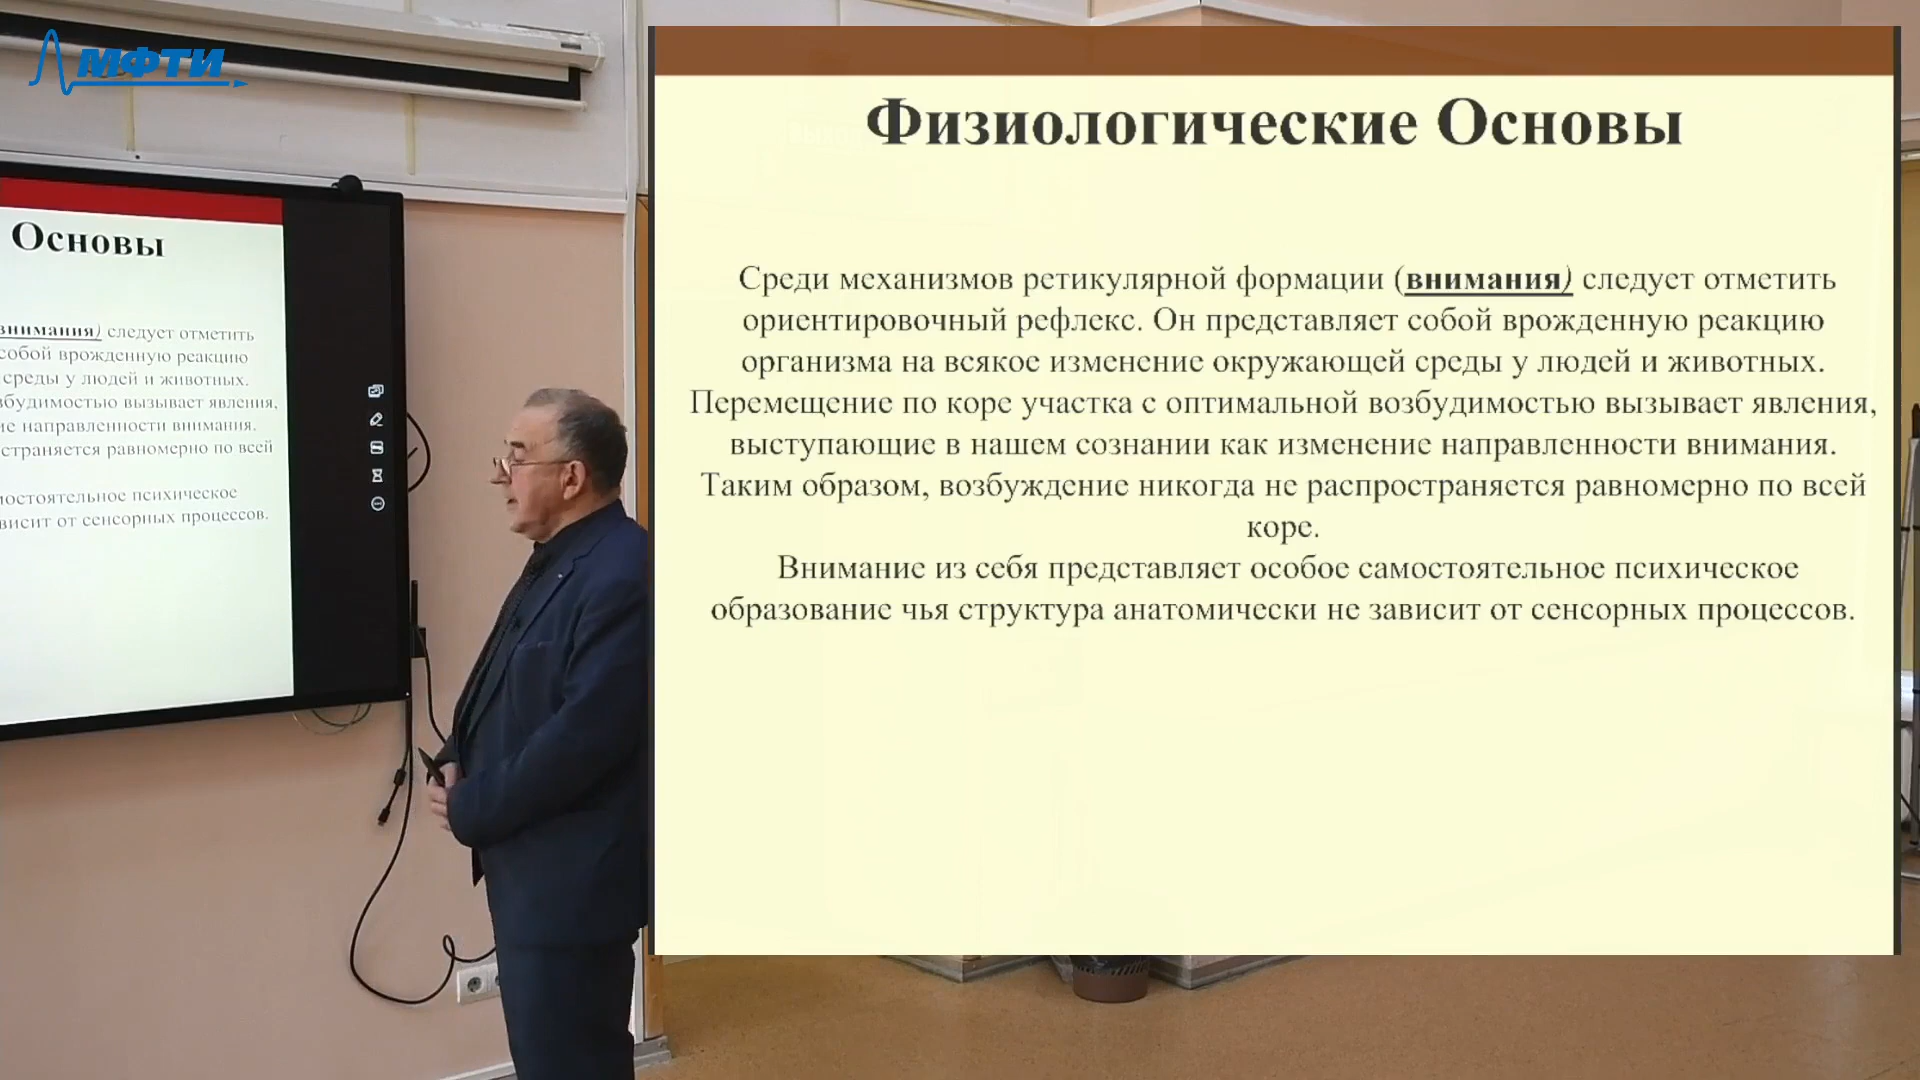 МФТИ
Физиологические Основы
Среди механизмов ретикулярной формации (внимания) следует отметить
ориентировочный рефлекс. Он представляет собой врожденную реакцию
организма на всякое изменение окружающей среды у людей и животных.
Перемещение по коре участка с оптимальной возбудимостью вызывает явления,
выступающие в нашем сознании как изменение направленности внимания.
Таким образом, возбуждение никогда не распространяется равномерно по всей
коре.
Внимание из себя представляет особое самостоятельное психическое
образование чья структура анатомически не зависит от сенсорных процессов.
Основы
внимания) следует отметить
собой врожденную реакцию
среды у людей и животных.
збудимостью вызывает явления,
ие направленности внимания.
страняется равномерно по всей
мостоятельное психическое
висит от сенсорных процессов.